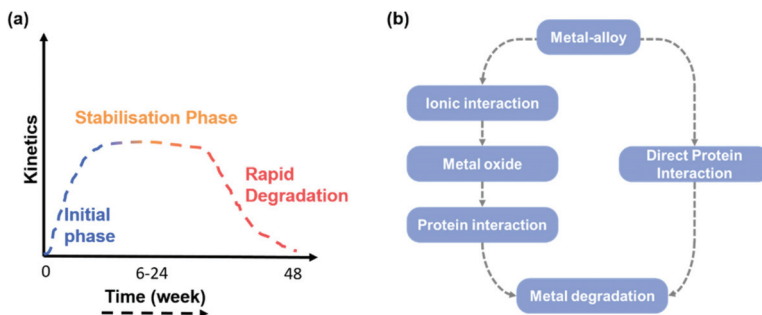 (a)
Kinetics
Stabilisation Phase
Initial
phase
Rapid
Degradation
0
6-24
48
Time (week)
(b)
Metal-alloy
Ionic interaction
Metal oxide
Direct Protein
Interaction
Protein interaction
Metal degradation